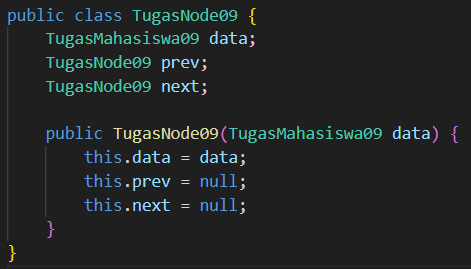 public class TugasNode09 {
    TugasMahasiswa09 data;
    TugasNode09 prev;
    TugasNode09 next;

    public TugasNode09(TugasMahasiswa09 data) {
        this.data = data;
        this.prev = null;
        this.next = null;
    }
}